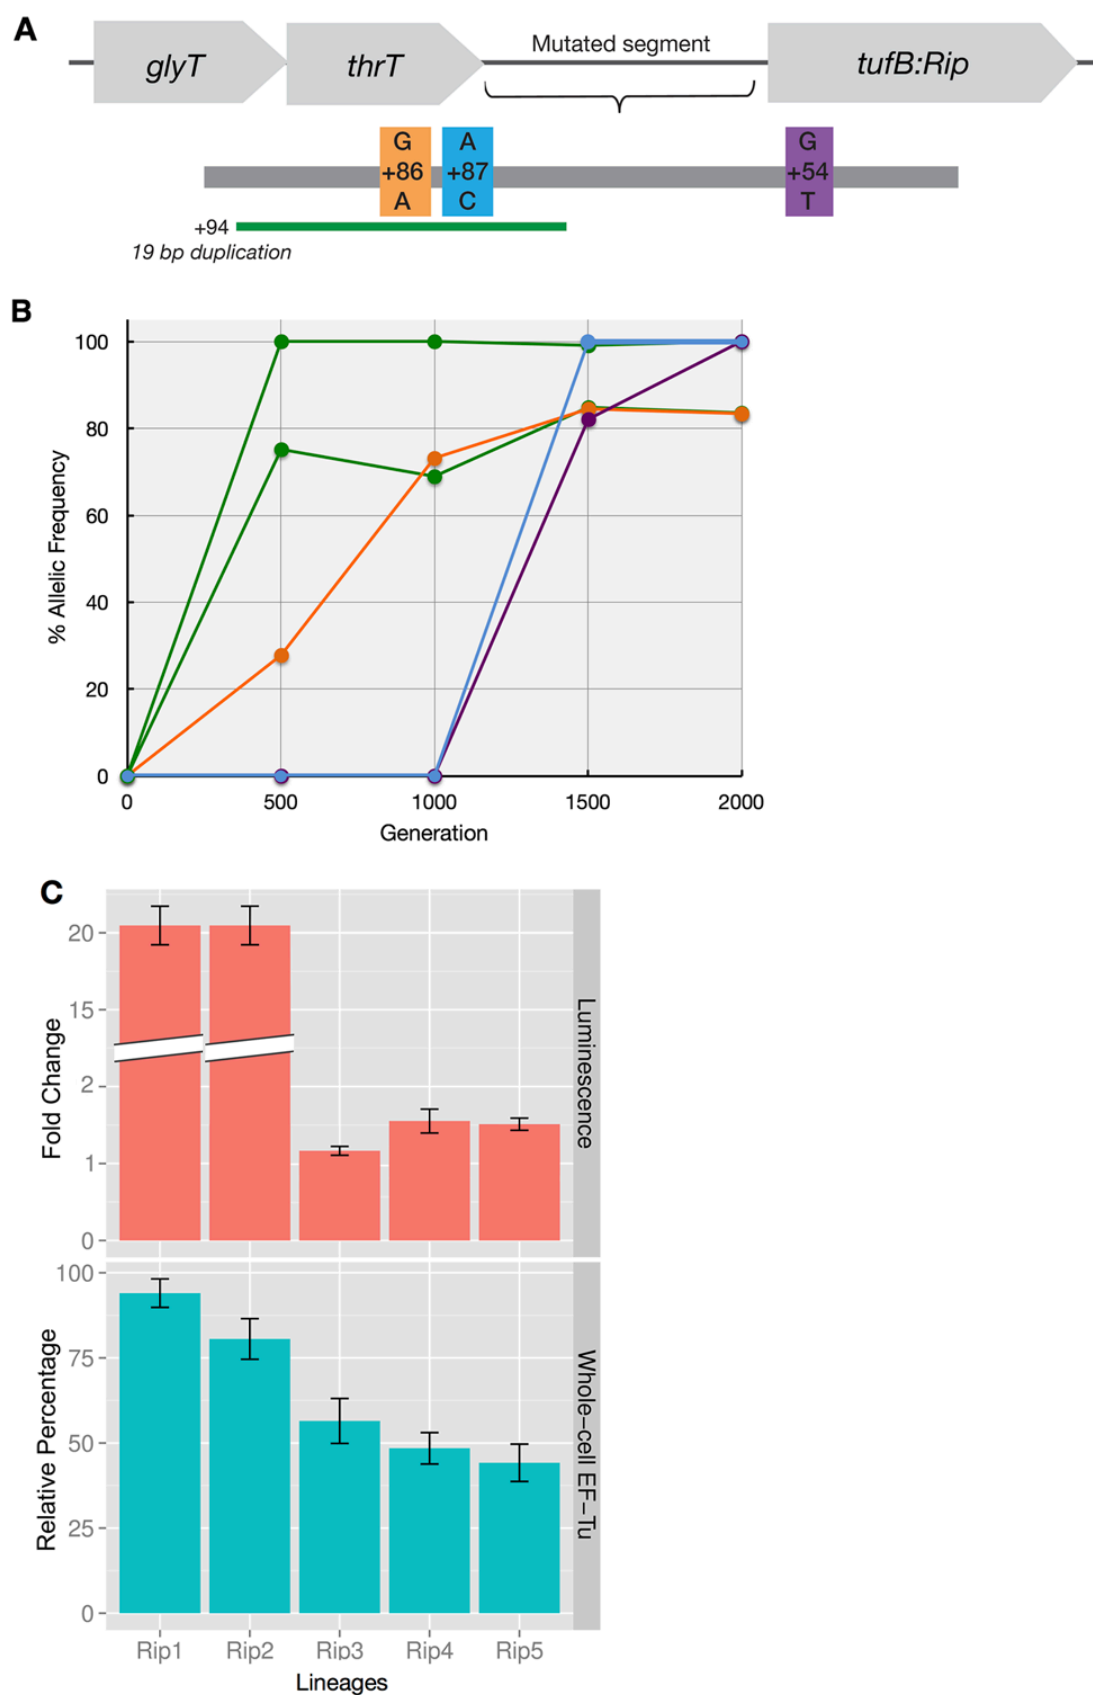 A
glyT
thrT
Mutated segment
tufB:Rip
G
+86
A
A
+87
C
G
+54
T
+94
19 bp duplication
B
% Allelic Frequency
100
80
60
40
20
0
0 500 1000 1500 2000
Generation
C
Fold Change
20
15
2
1
0
Luminescence
Relative Percentage
100
75
50
25
0
Whole-cell EF-Tu
Rip1 Rip2 Rip3 Rip4 Rip5
Lineages